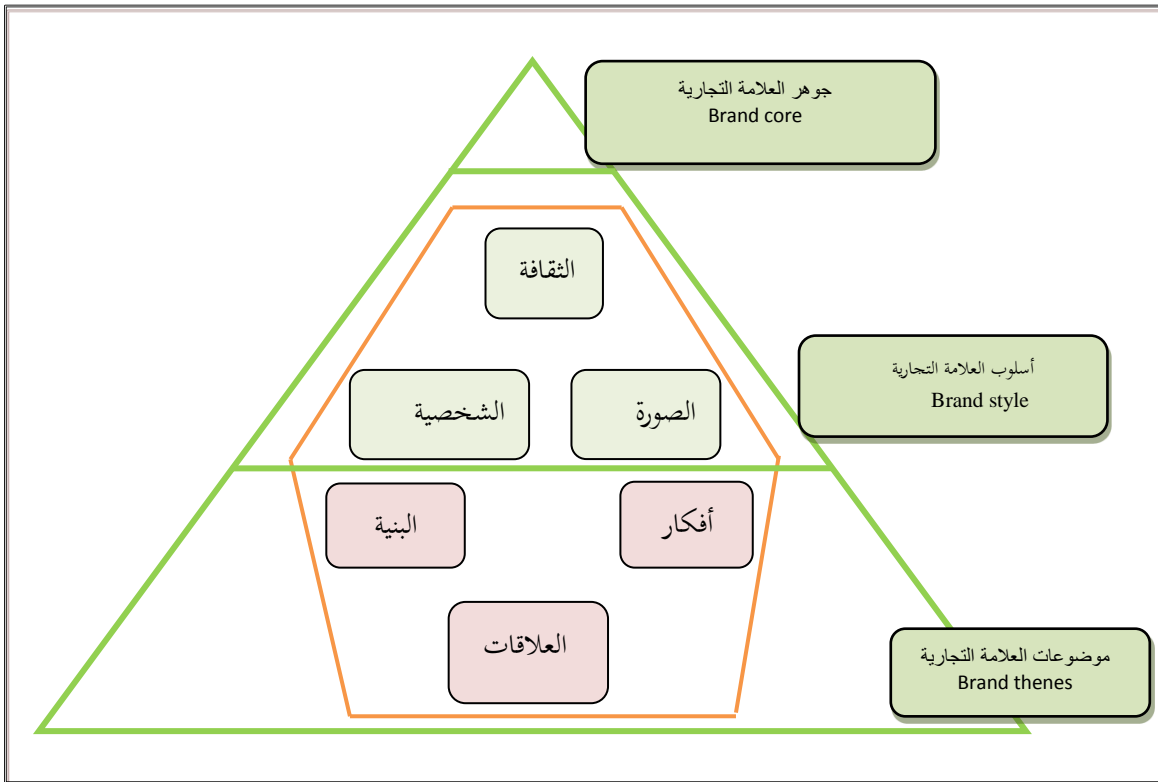 جوهر العلامة التجارية
Brand core
الثقافة
أسلوب العلامة التجارية
Brand style
الصورة
الشخصية
أفكار
البنية
العلاقات
موضوعات العلامة التجارية
Brand thenes